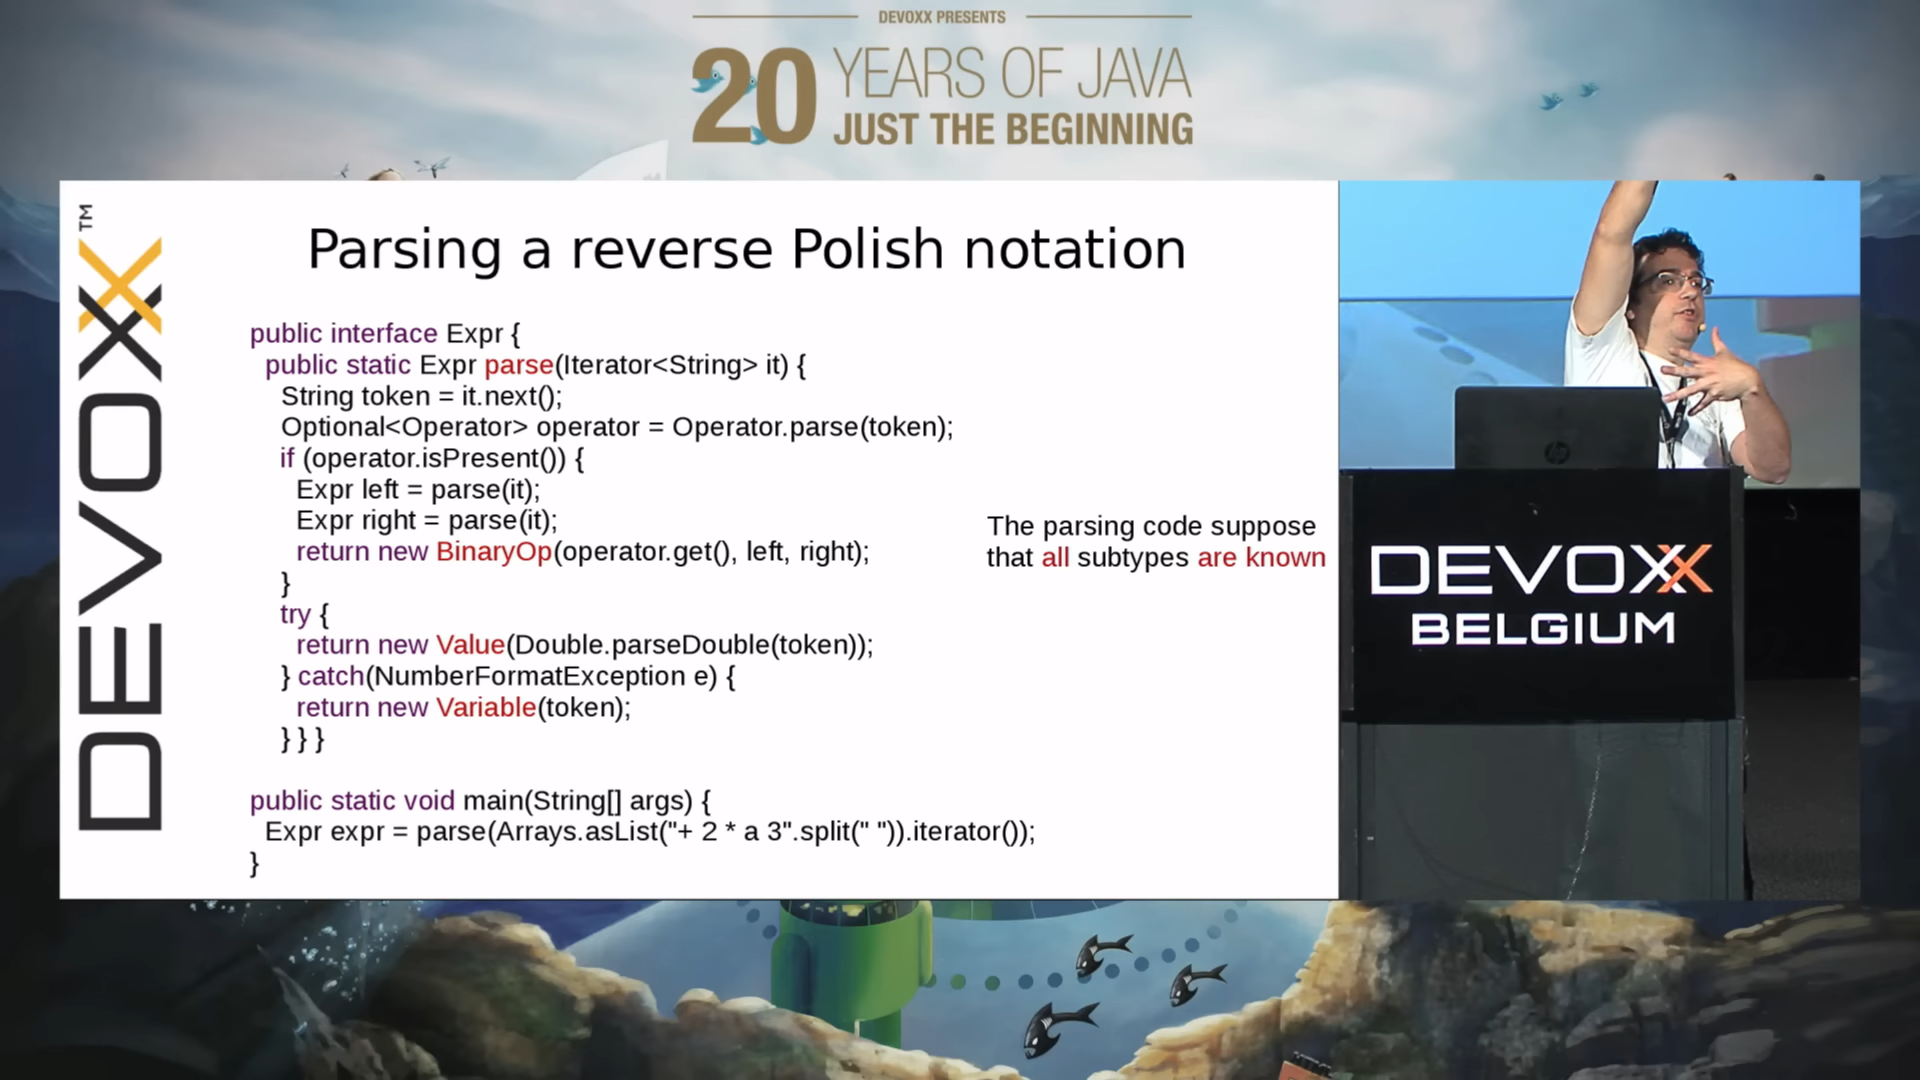 DEVOXX PRESENTS
20 YEARS OF JAVA
JUST THE BEGINNING
DEVOXX™
Parsing a reverse Polish notation
public interface Expr {
public static Expr parse(Iterator<String> it) {
String token = it.next();
Optional<Operator> operator = Operator.parse(token);
if (operator.isPresent()) {
Expr left = parse(it);
Expr right = parse(it);
return new BinaryOp(operator.get(), left, right);
}
try {
return new Value(Double.parseDouble(token));
} catch(NumberFormatException e) {
return new Variable(token);
} } }
public static void main(String[] args) {
Expr expr = parse(Arrays.asList("+ 2 * a 3".split(" ")).iterator());
}
The parsing code suppose
that all subtypes are known
hp
DEVOXX
BELGIUM